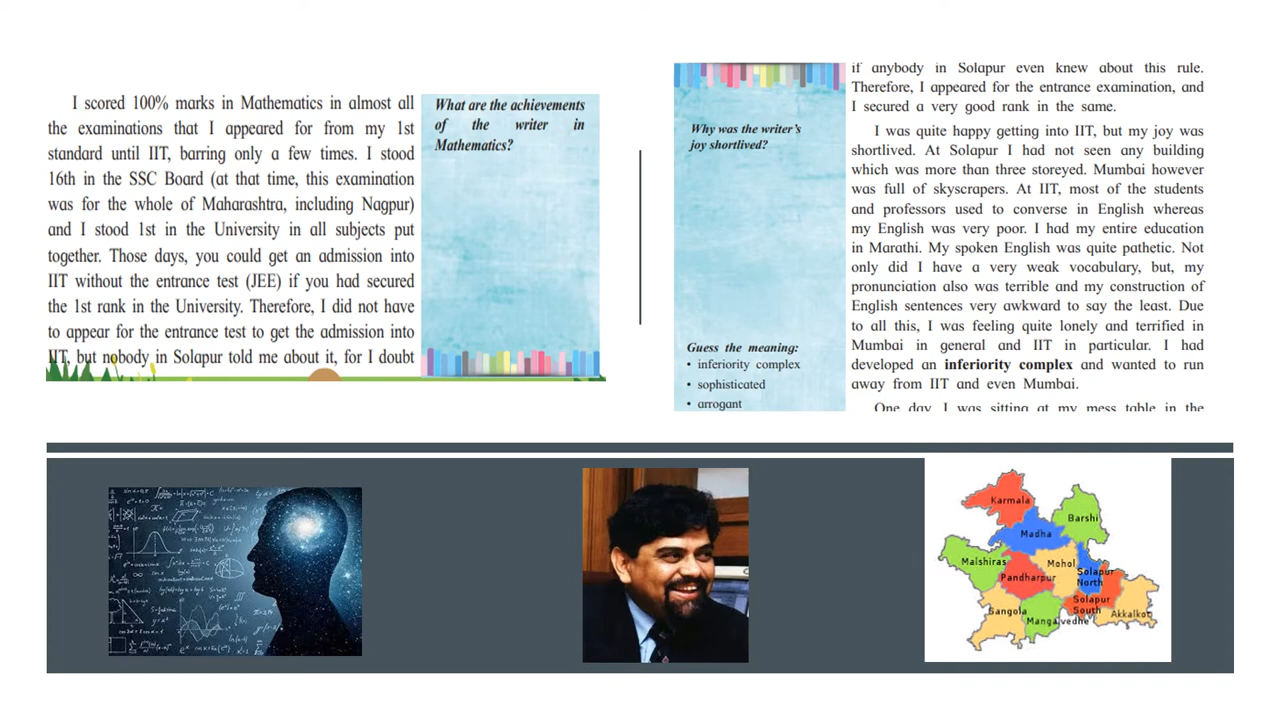 I scored 100% marks in Mathematics in almost all
the examinations that I appeared for from my 1st
standard until IIT, barring only a few times. I stood
16th in the SSC Board (at that time, this examination
was for the whole of Maharashtra, including Nagpur)
and I stood 1st in the University in all subjects put
together. Those days, you could get an admission into
IIT without the entrance test (JEE) if you had secured
the 1st rank in the University. Therefore, I did not have
to appear for the entrance test to get the admission into
IIT, but nobody in Solapur told me about it, for I doubt
What are the achievements
of the writer in
Mathematics?
if anybody in Solapur even knew about this rule.
Therefore, I appeared for the entrance examination, and
I secured a very good rank in the same.
I was quite happy getting into IIT, but my joy was
shortlived. At Solapur I had not seen any building
which was more than three storeyed. Mumbai however
was full of skyscrapers. At IIT, most of the students
and professors used to converse in English whereas
my English was very poor. I had my entire education
in Marathi. My spoken English was quite pathetic. Not
only did I have a very weak vocabulary, but, my
pronunciation also was terrible and my construction of
English sentences very awkward to say the least. Due
to all this, I was feeling quite lonely and terrified in
Mumbai in general and IIT in particular. I had
developed an inferiority complex and wanted to run
away from IIT and even Mumbai.
One day, I was sitting at my mess table in the
Why was the writer's
joy shortlived?
Guess the meaning:
• inferiority complex
• sophisticated
• arrogant
Karmala
Barshi
Madha
Malshiras
Mohol
Pandharpur
Solapur
North
Solapur
South
Sangola
Mangalvedhe
Akkalkot